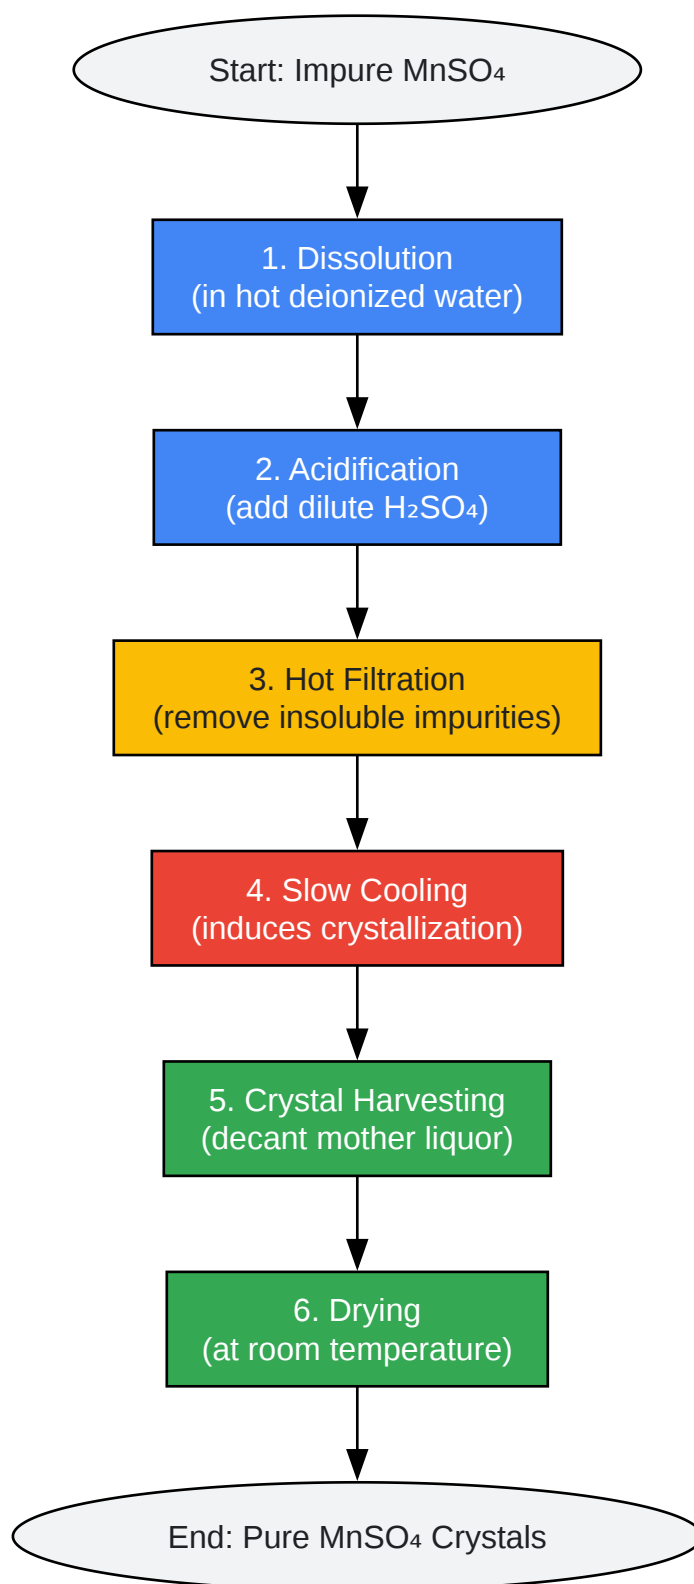 Start: Impure MnSO₄
1. Dissolution
(in hot deionized water)
2. Acidification
(add dilute H₂SO₄)
3. Hot Filtration
(remove insoluble impurities)
4. Slow Cooling
(induces crystallization)
5. Crystal Harvesting
(decant mother liquor)
6. Drying
(at room temperature)
End: Pure MnSO₄ Crystals